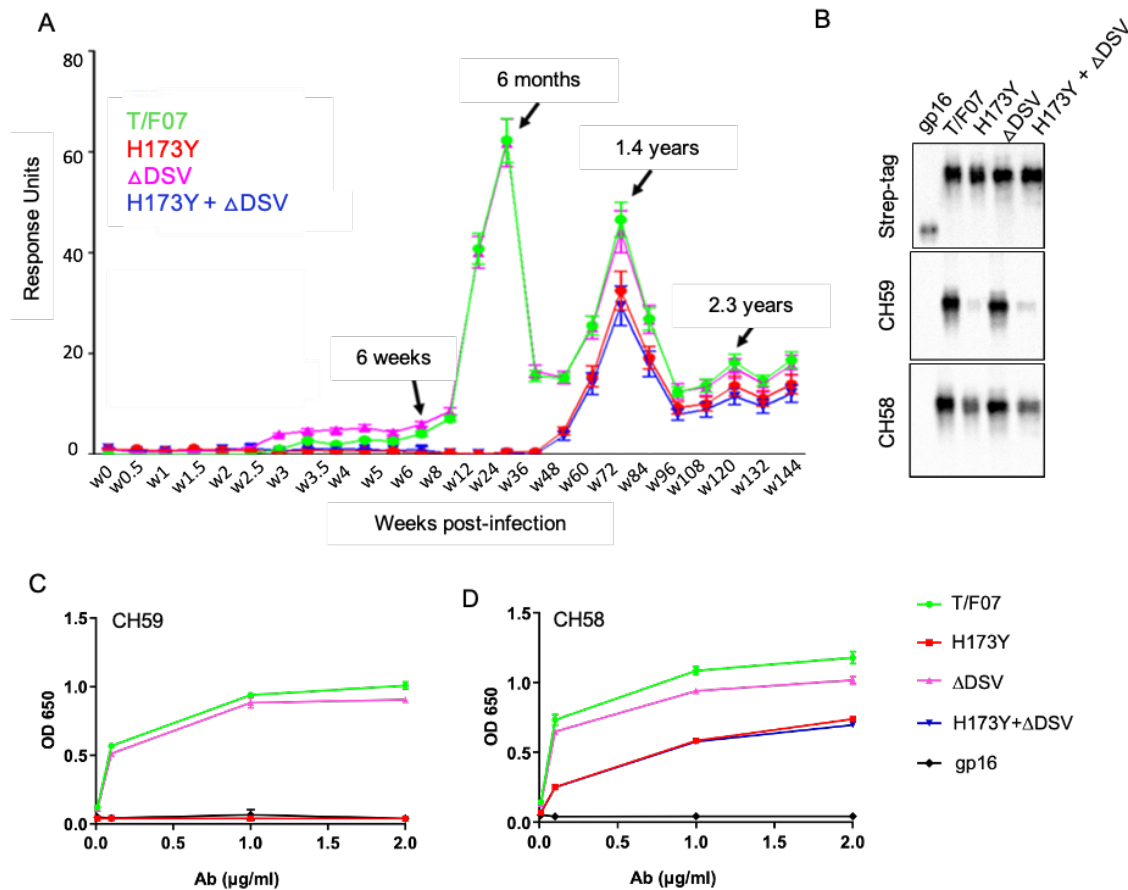 A
80
60
40
20
0
Response Units
T/F07
H173Y
△DSV
H173Y + △DSV
6 months
1.4 years
2.3 years
6 weeks
w0
w0.5
w1
w1.5
w2
w2.5
w3
w3.5
w4
w5
w6
w8
w12
w24
w36
w48
w60
w72
w84
w96
w108
w120
w132
w144
Weeks post-infection
B
gp16
T/F07
H173Y
△DSV
H173Y + △DSV
Strep-tag
CH59
CH58
C
CH59
1.5
1.0
0.5
0.0
OD 650
0.0 0.5 1.0 1.5 2.0
Ab (µg/ml)
D
CH58
1.5
1.0
0.5
0.0
OD 650
0.0 0.5 1.0 1.5 2.0
Ab (µg/ml)
T/F07
H173Y
ΔDSV
H173Y+ΔDSV
gp16